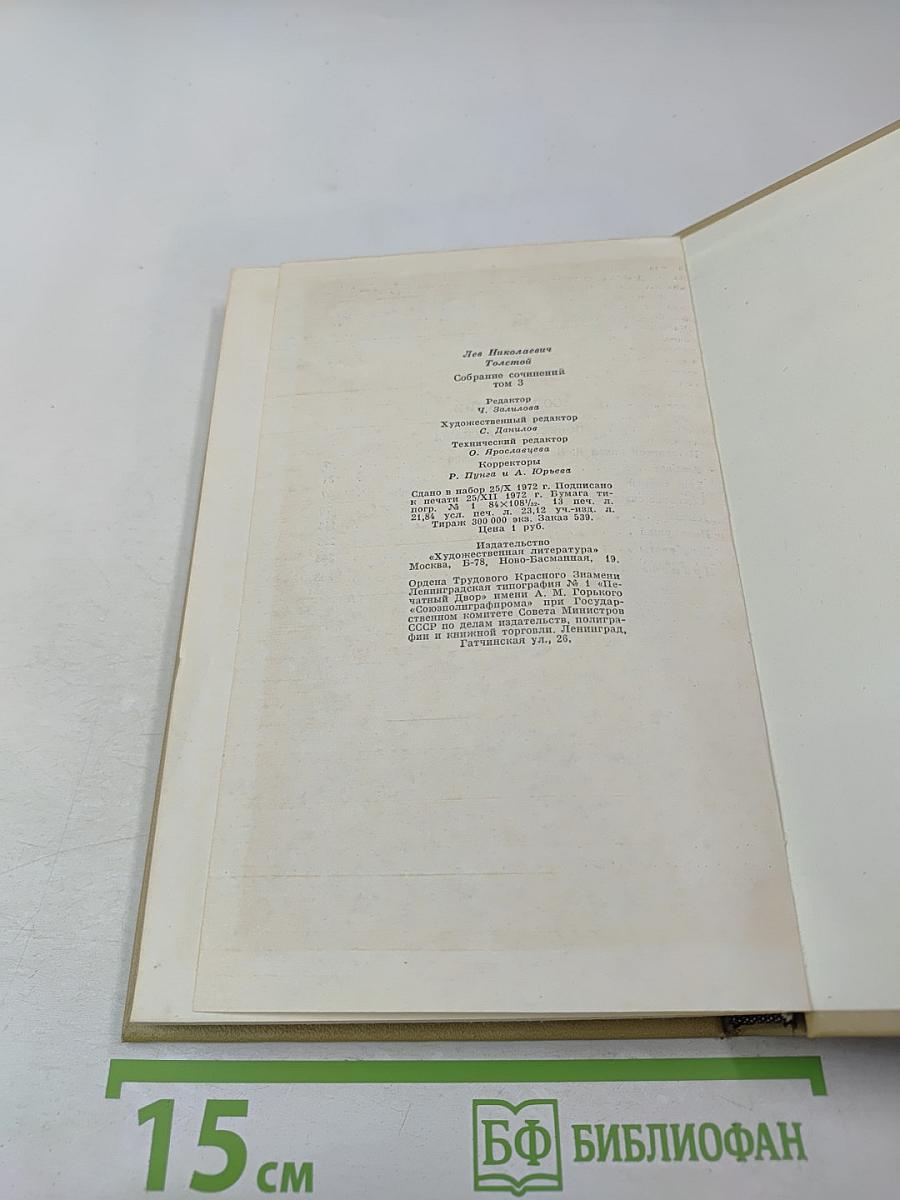 Лев Николаевич
Толстой
Собрание сочинений
том 3
Редактор
Ч. Залилова
Художественный редактор
С. Данилов
Технический редактор
О. Ярославцева
Корректоры
Р. Пунга и А. Юрьева
Сдано в набор 25/X 1972 г. Подписано
к печати 25/XII 1972 г. Бумага ти-
погр. № 1 84×108¹/₃₂. 13 печ. л.
21,84 усл. печ. л. 23,12 уч.-изд. л.
Тираж 300 000 экз. Заказ 539.
Цена 1 руб.
Издательство
«Художественная литература»
Москва, Б-78, Ново-Басманная, 19.
Ордена Трудового Красного Знамени
Ленинградская типография № 1 «Пе-
чатный Двор» имени А. М. Горького
«Союзполиграфпрома» при Государ-
ственном комитете Совета Министров
СССР по делам издательств, полигра-
фии и книжной торговли. Ленинград,
Гатчинская ул., 26.
15 см
БФ БИБЛИОФАН